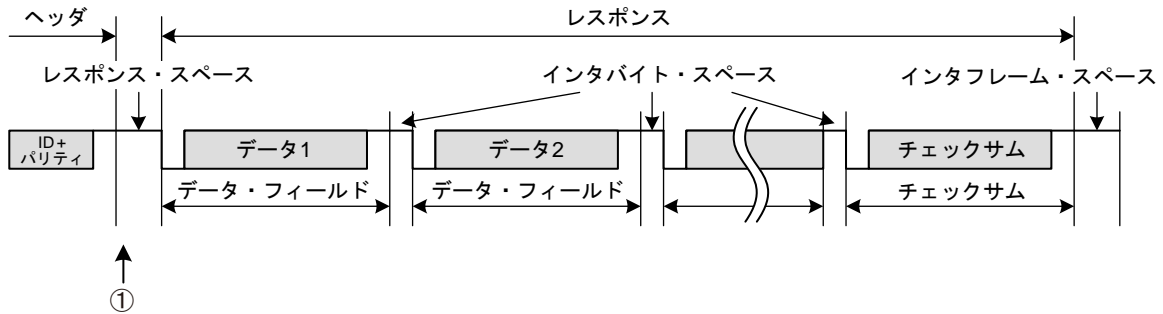 ヘッダ
レスポンス
レスポンス・スペース
インタバイト・スペース
インタフレーム・スペース
ID+
パリティ
データ1
データ2
チェックサム
データ・フィールド
データ・フィールド
チェックサム
①